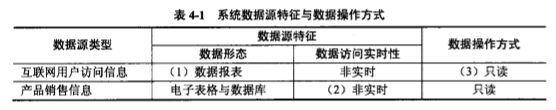 表 4-1 系统数据源特征与数据操作方式
数据源类型 数据源特征 数据操作方式
数据形态 数据访问实时性
互联网用户访问信息 (1)数据报表 非实时 (3)只读
产品销售信息 电子表格与数据库 (2)非实时 只读